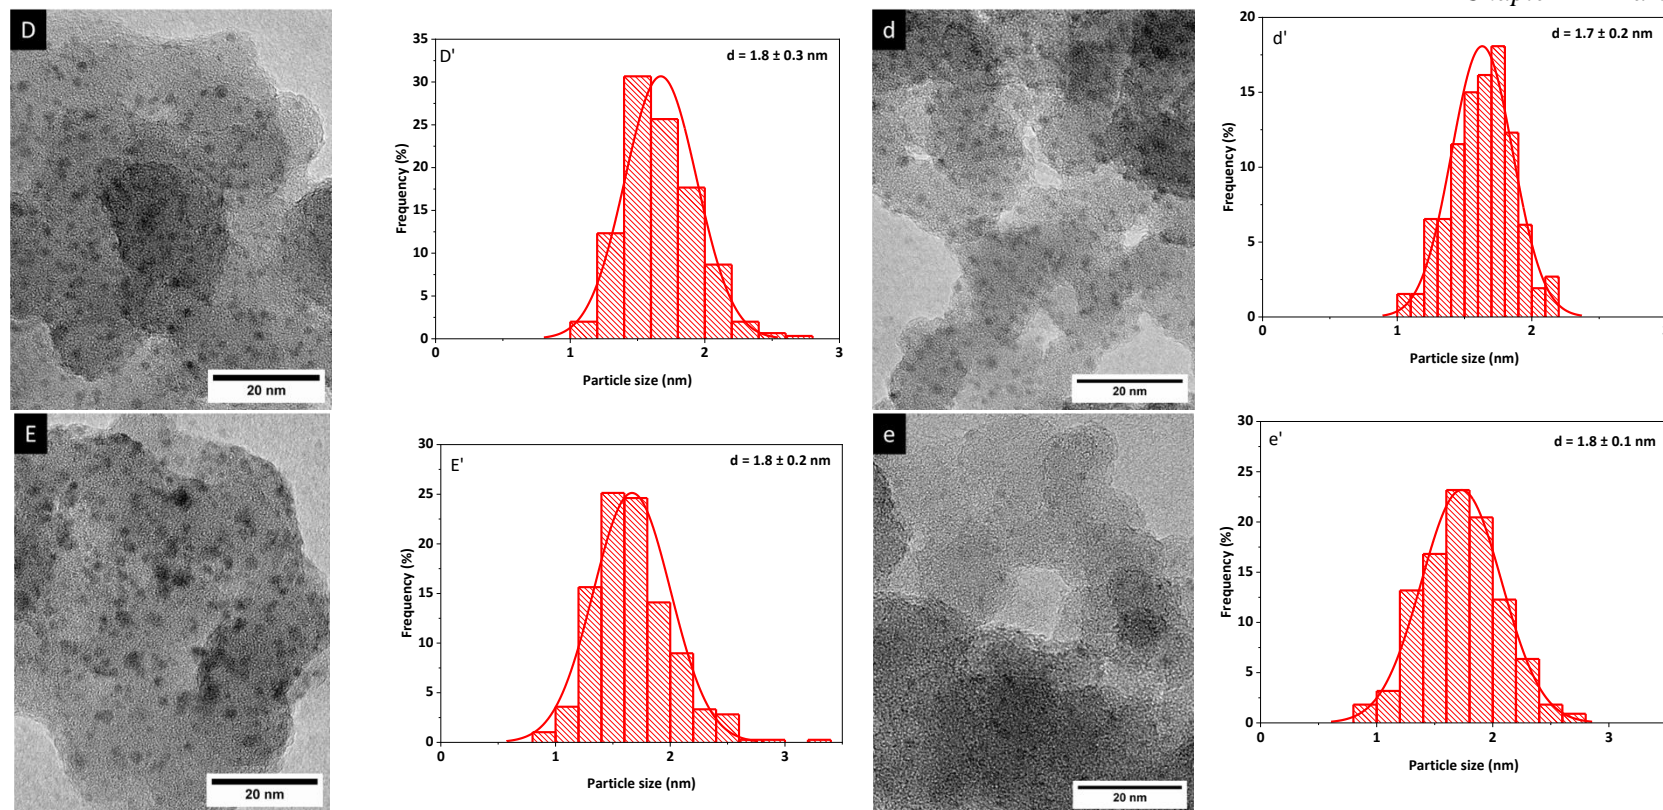 D
D'
d = 1.8 ± 0.3 nm
35
30
25
20
15
10
5
0
Frequency (%)
0 1 2 3
Particle size (nm)
20 nm
d
d'
d = 1.7 ± 0.2 nm
20
15
10
5
0
Frequency (%)
0 1 2
Particle size (nm)
20 nm
E
E'
d = 1.8 ± 0.2 nm
30
25
20
15
10
5
0
Frequency (%)
0 1 2 3
Particle size (nm)
20 nm
e
e'
d = 1.8 ± 0.1 nm
30
25
20
15
10
5
0
Frequency (%)
0 1 2 3
Particle size (nm)
20 nm